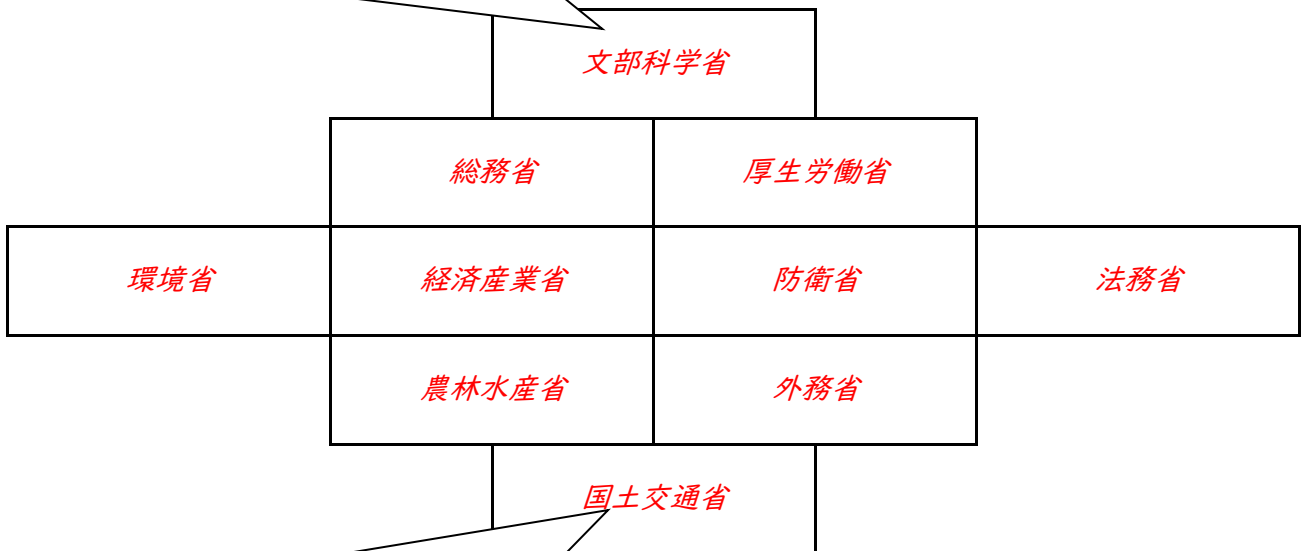 文部科学省
総務省
厚生労働省
環境省
経済産業省
防衛省
法務省
農林水産省
外務省
国土交通省